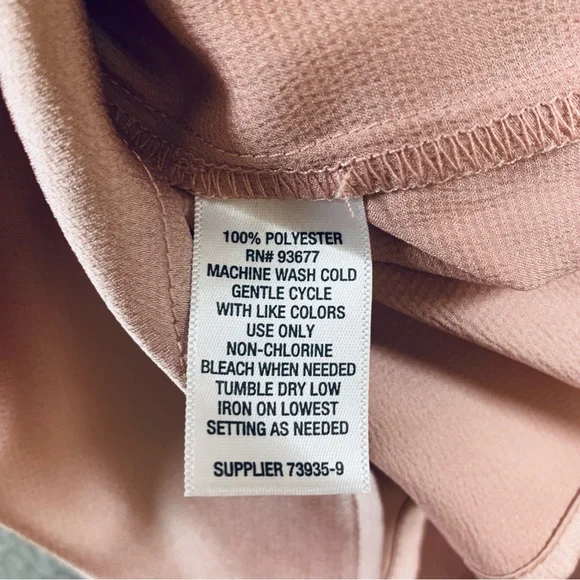 100% POLYESTER
RN# 93677
MACHINE WASH COLD
GENTLE CYCLE
WITH LIKE COLORS
USE ONLY
NON-CHLORINE
BLEACH WHEN NEEDED
TUMBLE DRY LOW
IRON ON LOWEST
SETTING AS NEEDED
SUPPLIER 73935-9